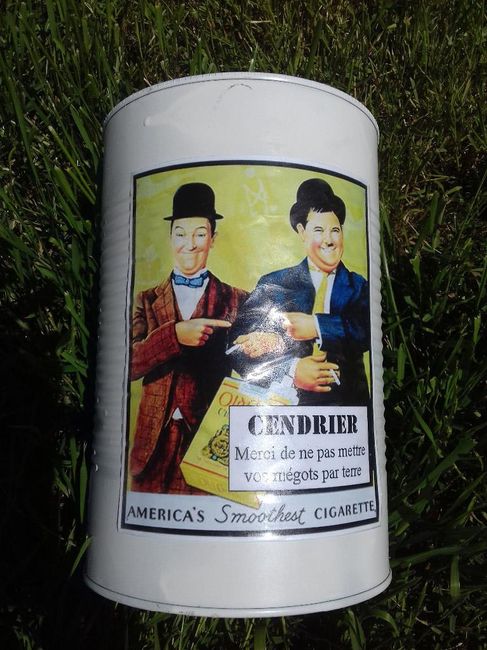 CENDRIER
Merci de ne pas mettre
vos mégots par terre
AMERICA'S Smoothest CIGARETTE